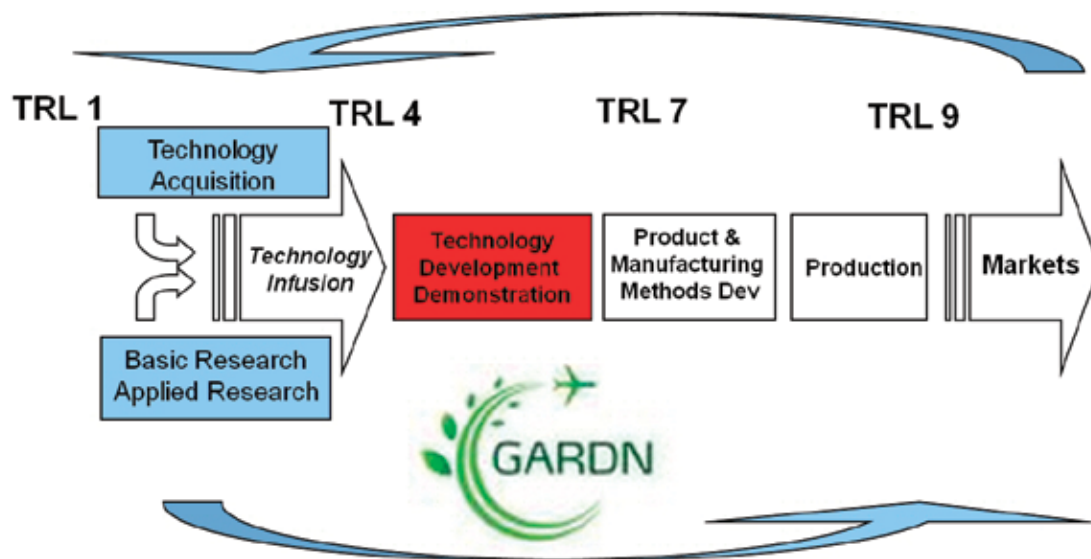 TRL 1
TRL 4
TRL 7
TRL 9
Technology
Acquisition
Technology
Infusion
Technology
Development
Demonstration
Product &
Manufacturing
Methods Dev
Production
Markets
Basic Research
Applied Research
GARDN